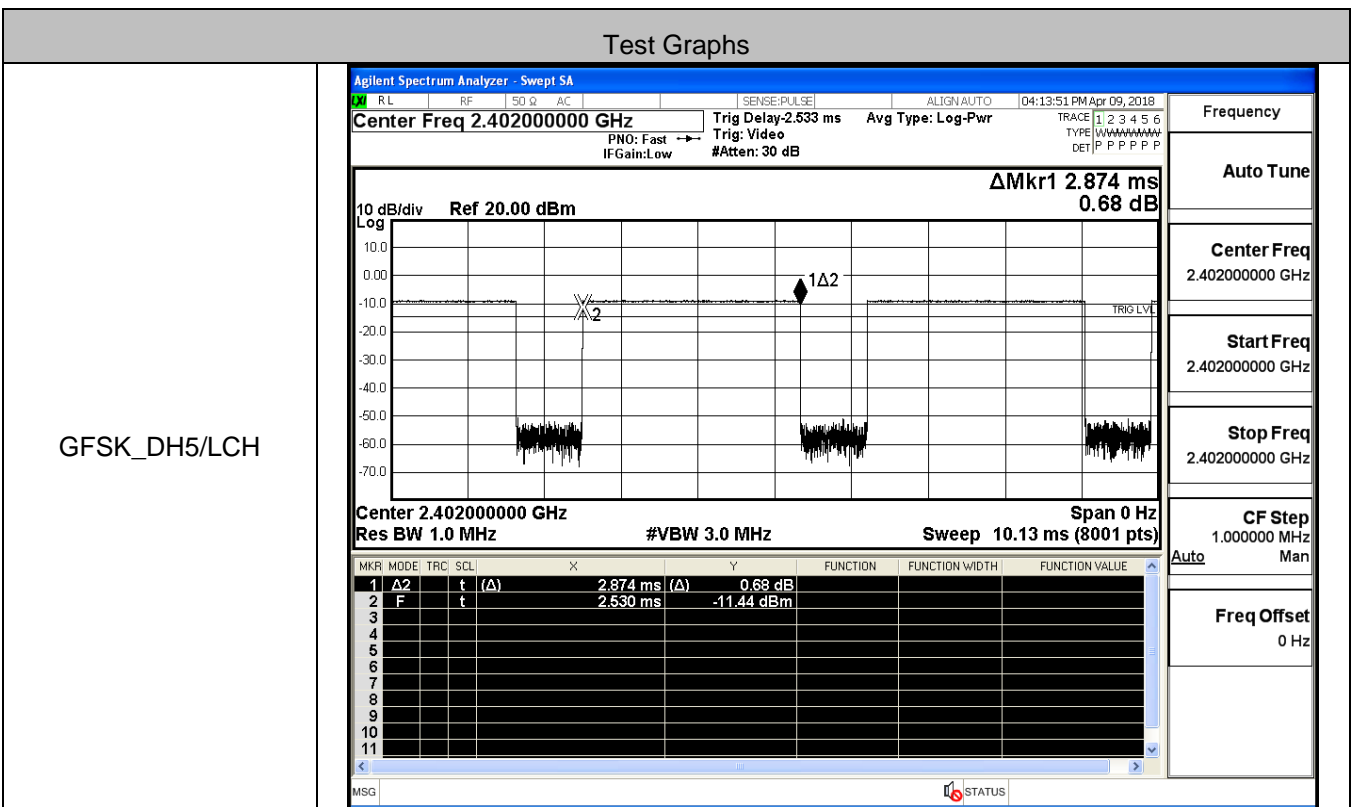 Test Graphs
GFSK_DH5/LCH
Agilent Spectrum Analyzer - Swept SA
LXI RL RF 50 Ω AC SENSE:PULSE ALIGN AUTO 04:13:51 PM Apr 09, 2018
Center Freq 2.402000000 GHz
PNO: Fast
IFGain:Low
Trig Delay-2.533 ms
Trig: Video
#Atten: 30 dB
Avg Type: Log-Pwr
TRACE 1 2 3 4 5 6
TYPE WWWWWW
DET P P P P P P
ΔMkr1 2.874 ms
0.68 dB
10 dB/div Ref 20.00 dBm
Log
10.0
0.00
-10.0
-20.0
-30.0
-40.0
-50.0
-60.0
-70.0
1Δ2
2
TRIG LVL
Center 2.402000000 GHz Span 0 Hz
Res BW 1.0 MHz #VBW 3.0 MHz Sweep 10.13 ms (8001 pts)
MKR MODE TRC SCL X Y FUNCTION FUNCTION WIDTH FUNCTION VALUE
1 Δ2 t (Δ) 2.874 ms (Δ) 0.68 dB
2 F t 2.530 ms -11.44 dBm
3
4
5
6
7
8
9
10
11
MSG STATUS
Frequency
Auto Tune
Center Freq
2.402000000 GHz
Start Freq
2.402000000 GHz
Stop Freq
2.402000000 GHz
CF Step
1.000000 MHz
Auto Man
Freq Offset
0 Hz